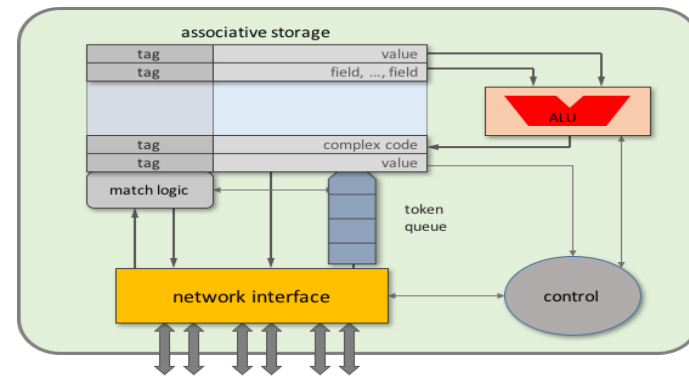 associative storage
tag value
tag field, ..., field
ALU
tag complex code
tag value
match logic
token
queue
network interface
control